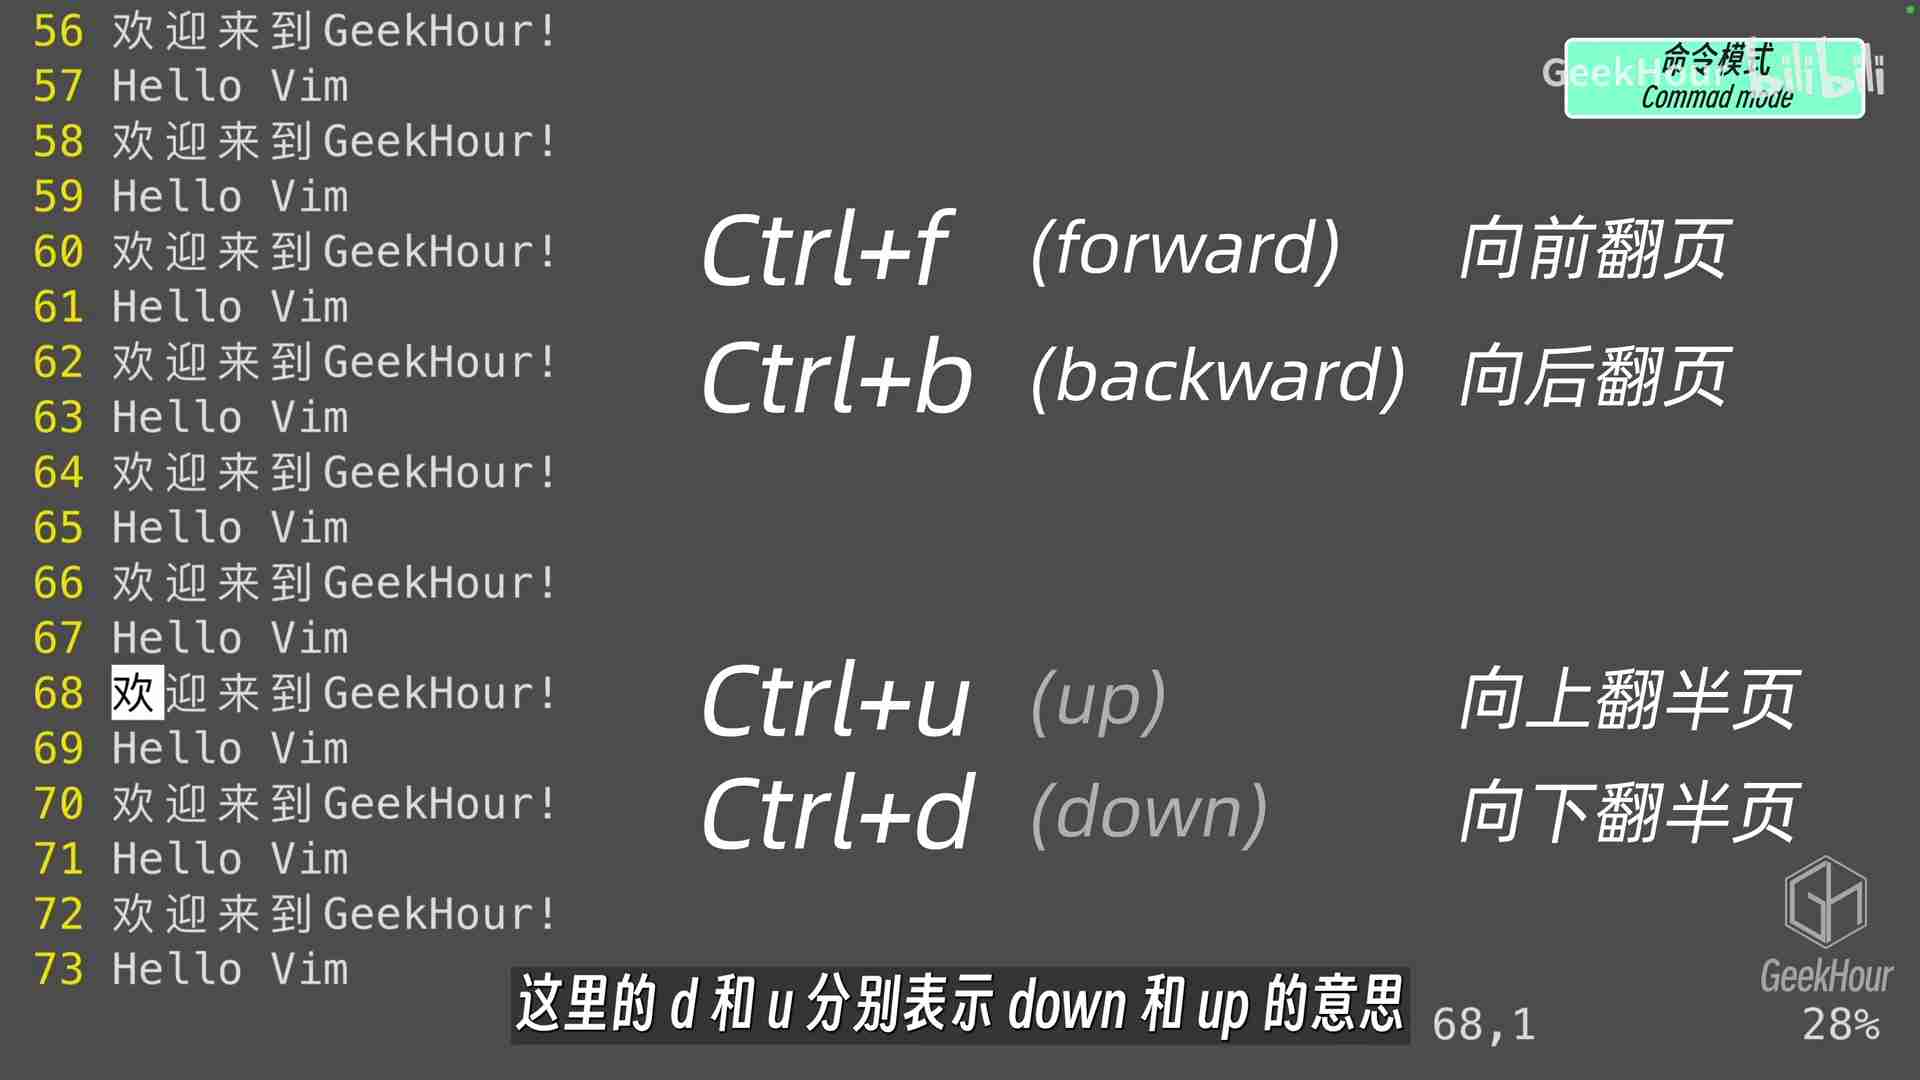 56 欢迎来到GeekHour!
57 Hello Vim
58 欢迎来到GeekHour!
59 Hello Vim
60 欢迎来到GeekHour!
61 Hello Vim
62 欢迎来到GeekHour!
63 Hello Vim
64 欢迎来到GeekHour!
65 Hello Vim
66 欢迎来到GeekHour!
67 Hello Vim
68 欢迎来到GeekHour!
69 Hello Vim
70 欢迎来到GeekHour!
71 Hello Vim
72 欢迎来到GeekHour!
73 Hello Vim
命令模式
Commad mode
GeekHour bilibili
Ctrl+f (forward) 向前翻页
Ctrl+b (backward) 向后翻页
Ctrl+u (up) 向上翻半页
Ctrl+d (down) 向下翻半页
GeekHour
这里的 d 和 u 分别表示 down 和 up 的意思
68,1 28%